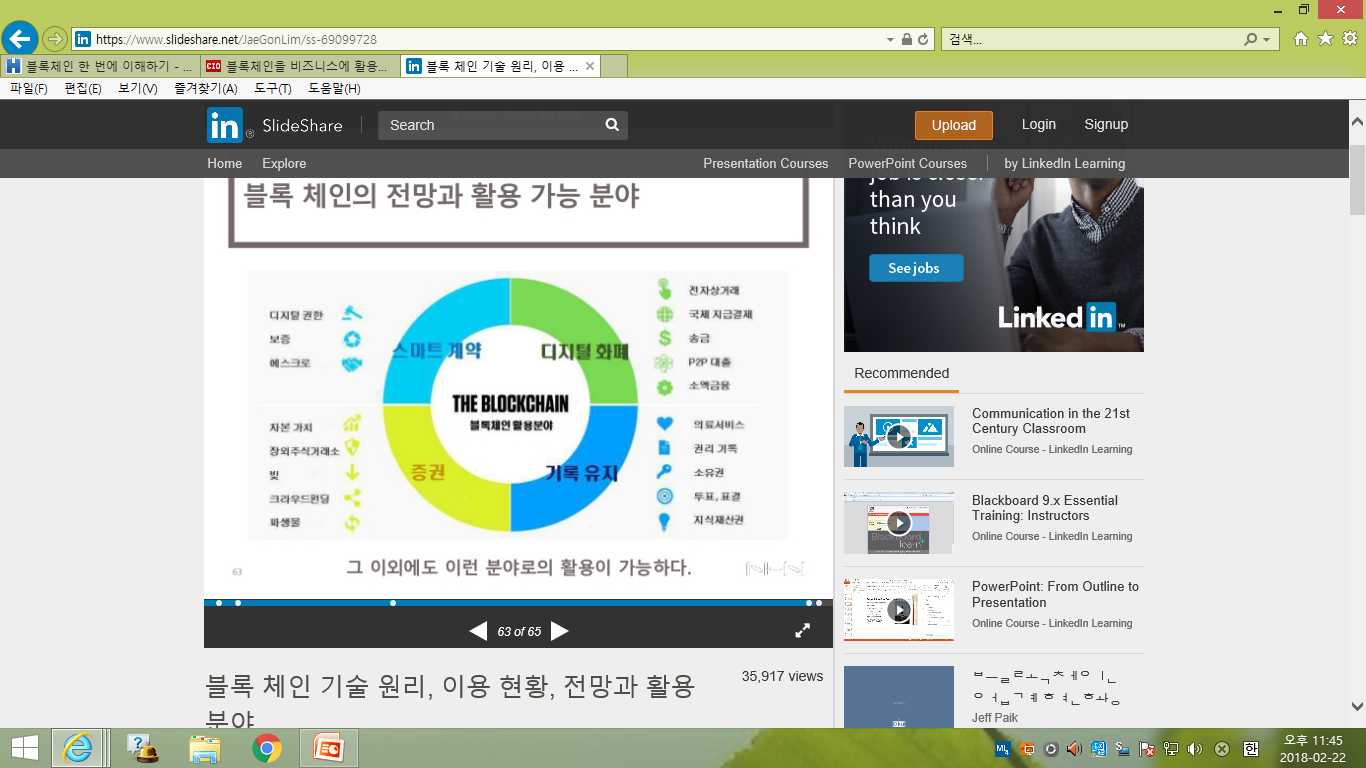 https://www.slideshare.net/JaeGonLim/ss-69099728
검색...
블록체인 한 번에 이해하기 - ...
CIO 블록체인을 비즈니스에 활용...
in 블록 체인 기술 원리, 이용 ...
파일(F) 편집(E) 보기(V) 즐겨찾기(A) 도구(T) 도움말(H)
in ® SlideShare
Search
Upload Login Signup
Home Explore
Presentation Courses PowerPoint Courses by LinkedIn Learning
블록 체인의 전망과 활용 가능 분야
디지털 권한
보증
에스크로
스마트 계약
디지털 화폐
전자상거래
국제 지급결제
송금
P2P 대출
소액금융
THE BLOCKCHAIN
블록체인 활용분야
자본 가치
장외주식거래소
빚
크라우드펀딩
파생물
증권
기록 유지
의료서비스
권리 기록
소유권
투표, 표결
지식재산권
그 이외에도 이런 분야로의 활용이 가능하다.
63
63 of 65
블록 체인 기술 원리, 이용 현황, 전망과 활용
분야
35,917 views
job is closer
than you
think
See jobs
Linked in
Recommended
Communication in the 21st
Century Classroom
Online Course - LinkedIn Learning
Blackboard 9.x Essential
Training: Instructors
Online Course - LinkedIn Learning
PowerPoint: From Outline to
Presentation
Online Course - LinkedIn Learning
Jeff Paik
한
오후 11:45
2018-02-22